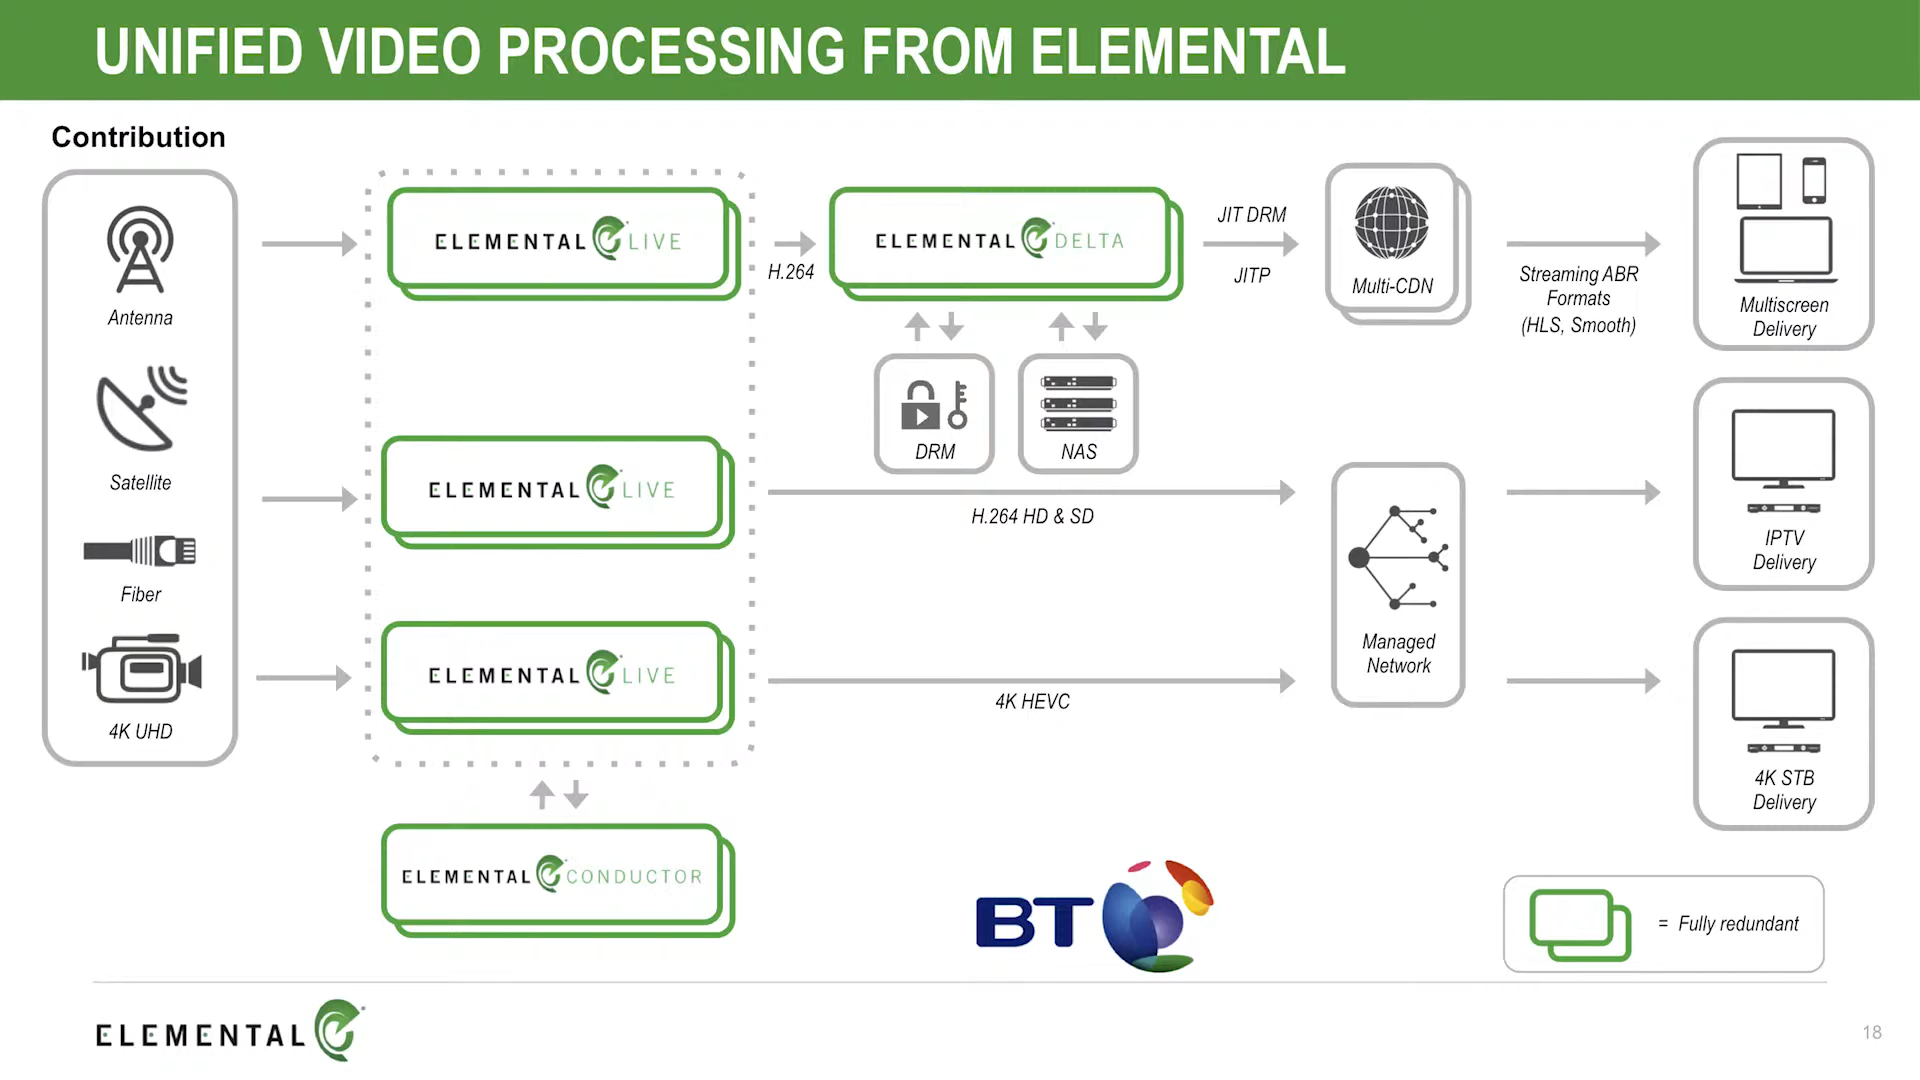 UNIFIED VIDEO PROCESSING FROM ELEMENTAL
Contribution
Antenna
Satellite
Fiber
4K UHD
ELEMENTAL LIVE
H.264
ELEMENTAL DELTA
JIT DRM
JITP
Multi-CDN
Streaming ABR
Formats
(HLS, Smooth)
Multiscreen
Delivery
DRM
NAS
ELEMENTAL LIVE
H.264 HD & SD
Managed
Network
IPTV
Delivery
ELEMENTAL LIVE
4K HEVC
4K STB
Delivery
ELEMENTAL CONDUCTOR
BT
= Fully redundant
ELEMENTAL
18